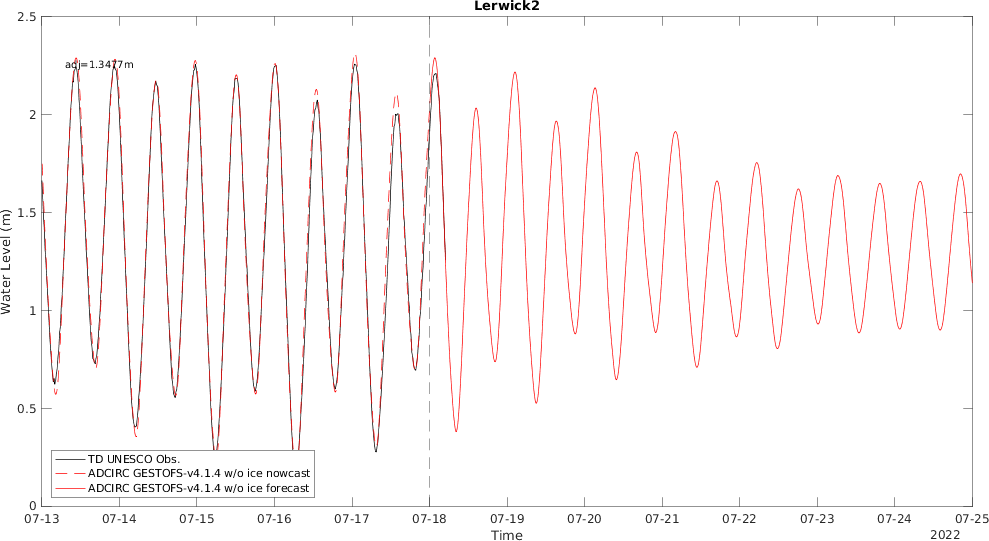 Lerwick2
2.5
adj=1.3477m
2
1.5
Water Level (m)
1
0.5
TD UNESCO Obs.
ADCIRC GESTOFS-v4.1.4 w/o ice nowcast
ADCIRC GESTOFS-v4.1.4 w/o ice forecast
0
07-13 07-14 07-15 07-16 07-17 07-18 07-19 07-20 07-21 07-22 07-23 07-24 07-25
Time
2022